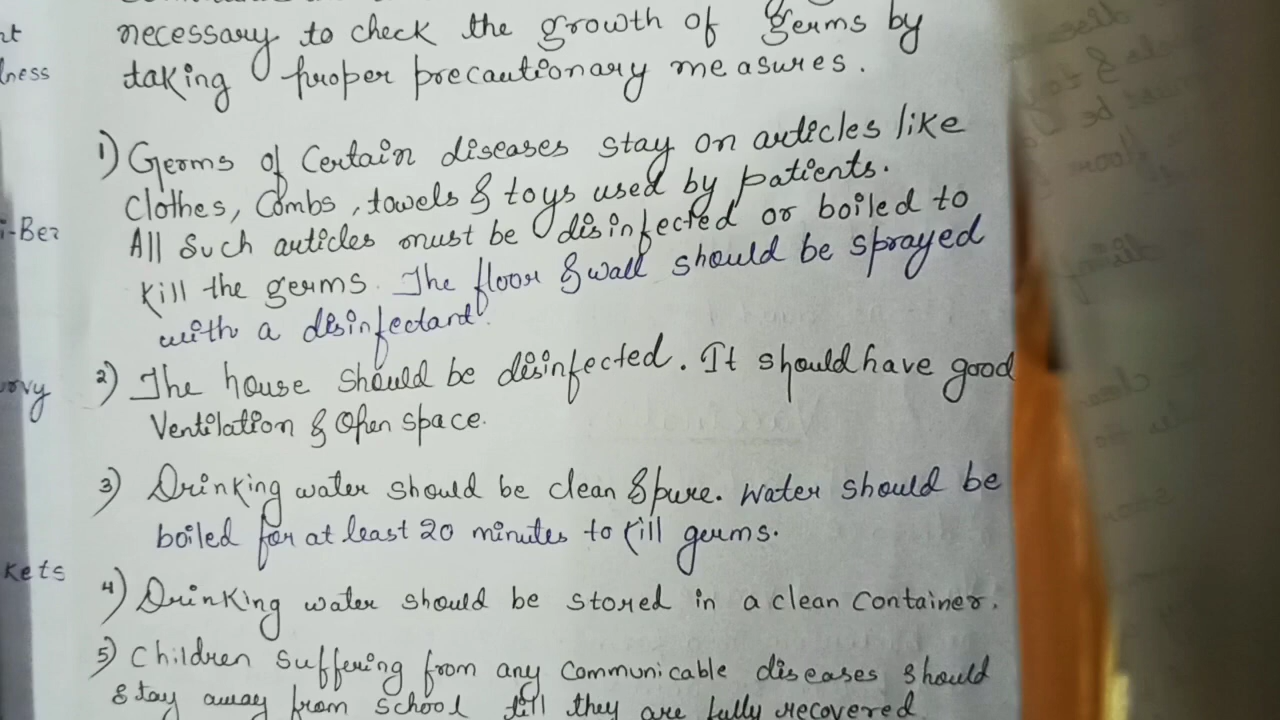 necessary to check the growth of germs by
taking proper precautionary measures.
1) Germs of Certain diseases stay on articles like
Clothes, Combs, towels & toys used by patients.
All Such articles must be disinfected or boiled to
Kill the germs. The floor & wall should be sprayed
with a disinfectant.
2) The house should be disinfected. It should have good
Ventilation & Open space.
3) Drinking water should be clean & pure. Water should be
boiled for at least 20 minutes to kill germs.
4) Drinking water should be stored in a clean Container.
5) Children Suffering from any Communicable diseases should
stay away from School till they are fully recovered
lness
i-Ber
kets